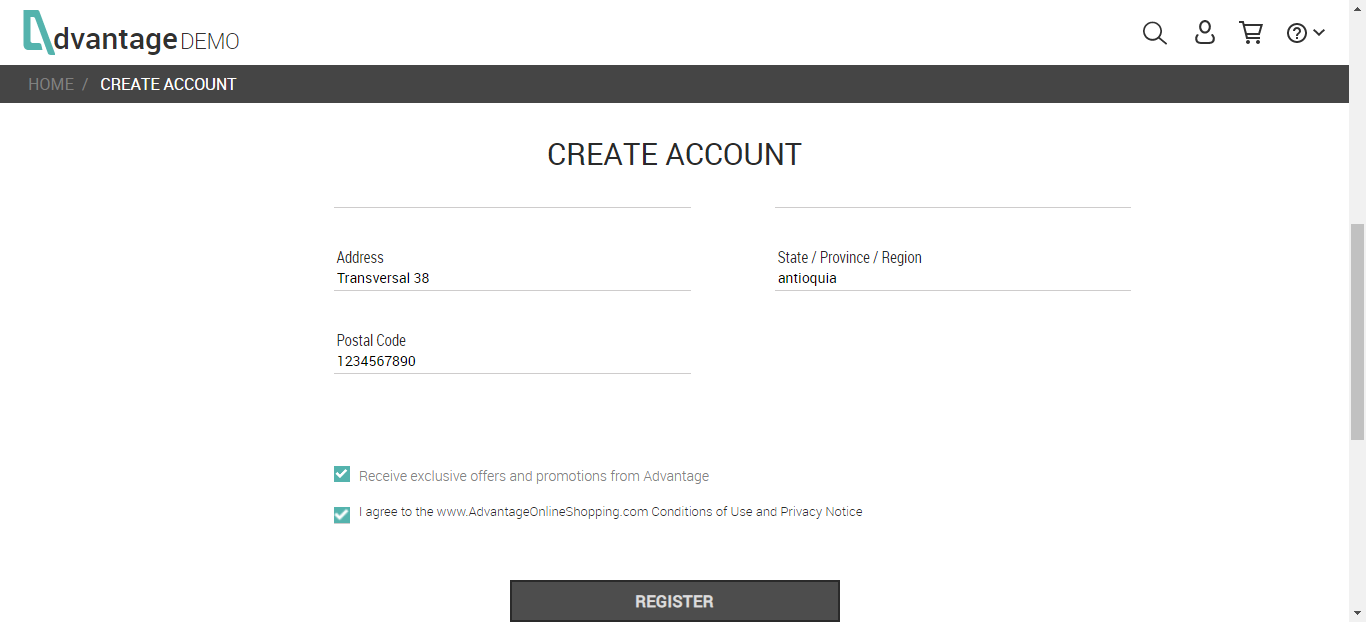 dvantage DEMO
HOME / CREATE ACCOUNT
CREATE ACCOUNT
Address
Transversal 38
State / Province / Region
antioquia
Postal Code
1234567890
Receive exclusive offers and promotions from Advantage
I agree to the www.AdvantageOnlineShopping.com Conditions of Use and Privacy Notice
REGISTER